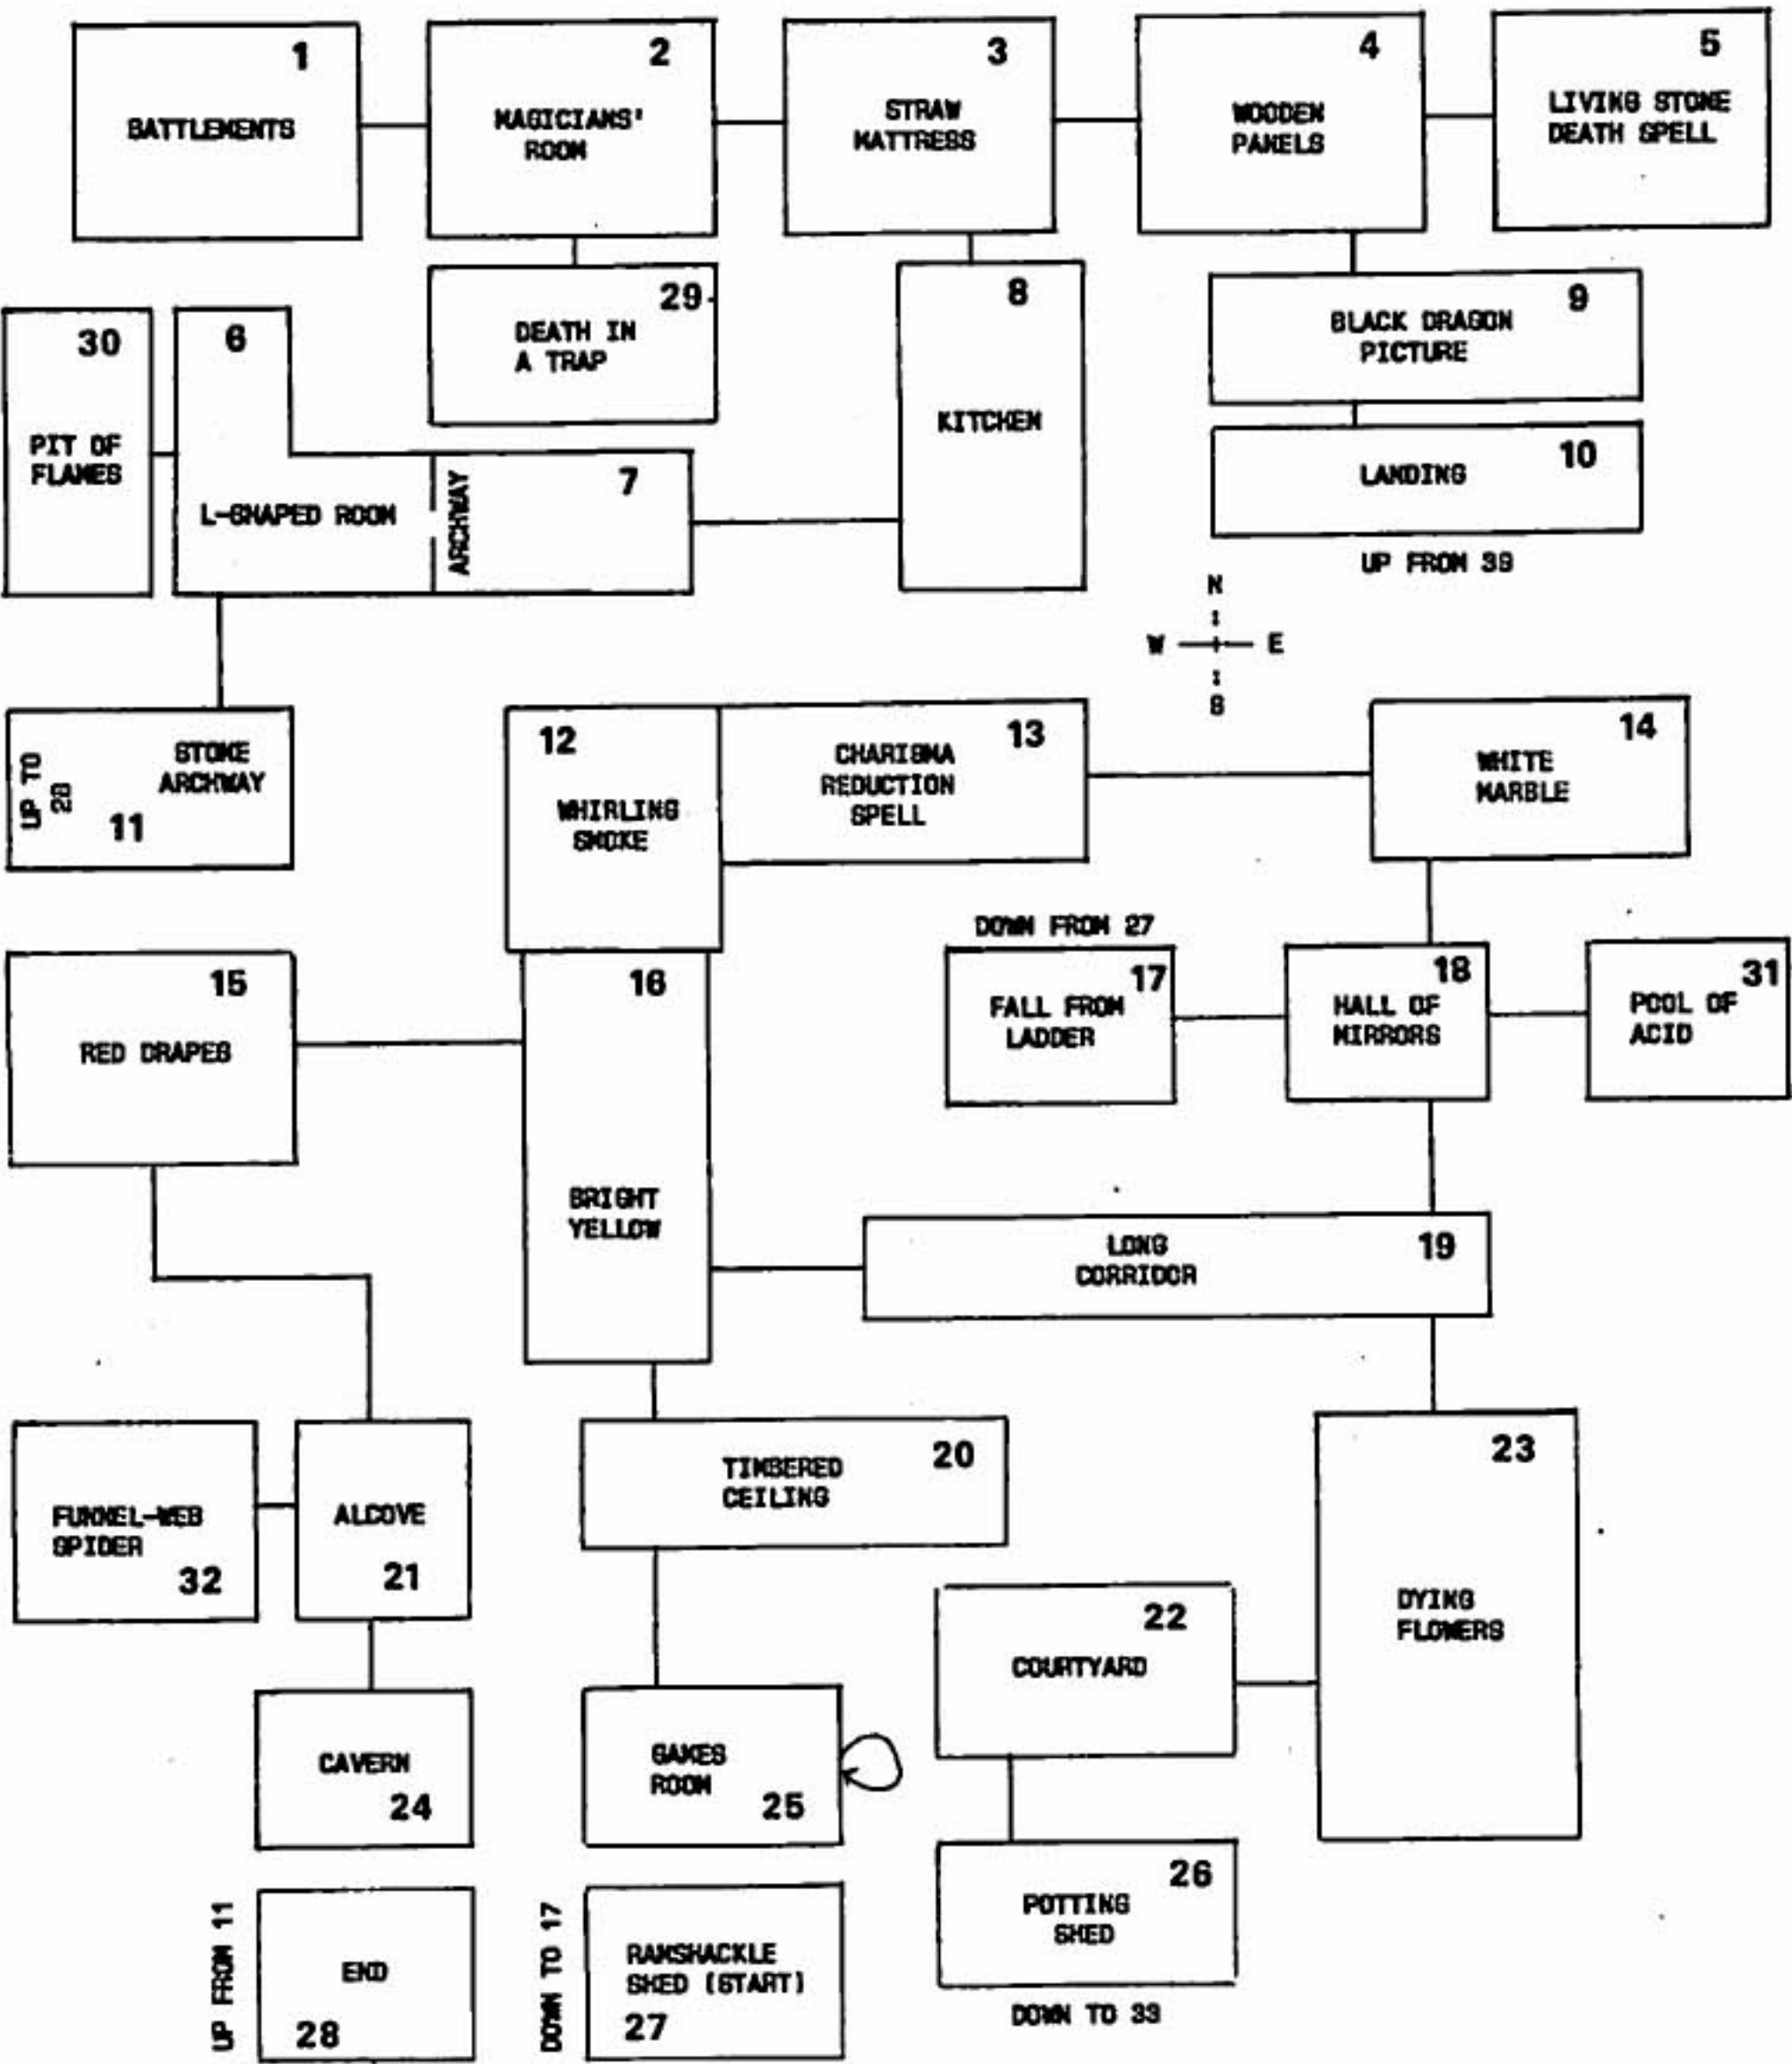 1
BATTLEMENTS
2
MAGICIANS'
ROOM
3
STRAW
MATTRESS
4
WOODEN
PANELS
5
LIVING STONE
DEATH SPELL
30
PIT OF
FLAMES
6
L-SHAPED ROOM
29
DEATH IN
A TRAP
7
ARCHWAY
8
KITCHEN
9
BLACK DRAGON
PICTURE
10
LANDING
UP FROM 39
N
W E
S
UP TO
28
STONE
ARCHWAY
11
12
WHIRLING
SMOKE
13
CHARISMA
REDUCTION
SPELL
14
WHITE
MARBLE
15
RED DRAPES
16
BRIGHT
YELLOW
DOWN FROM 27
17
FALL FROM
LADDER
18
HALL OF
MIRRORS
31
POOL OF
ACID
LONG
CORRIDOR
19
FUNNEL-WEB
SPIDER
32
ALCOVE
21
20
TIMBERED
CEILING
22
COURTYARD
23
DYING
FLOWERS
CAVERN
24
GAMES
ROOM
25
26
POTTING
SHED
DOWN TO 33
UP FROM 11
END
28
DOWN TO 17
RAMSHACKLE
SHED (START)
27